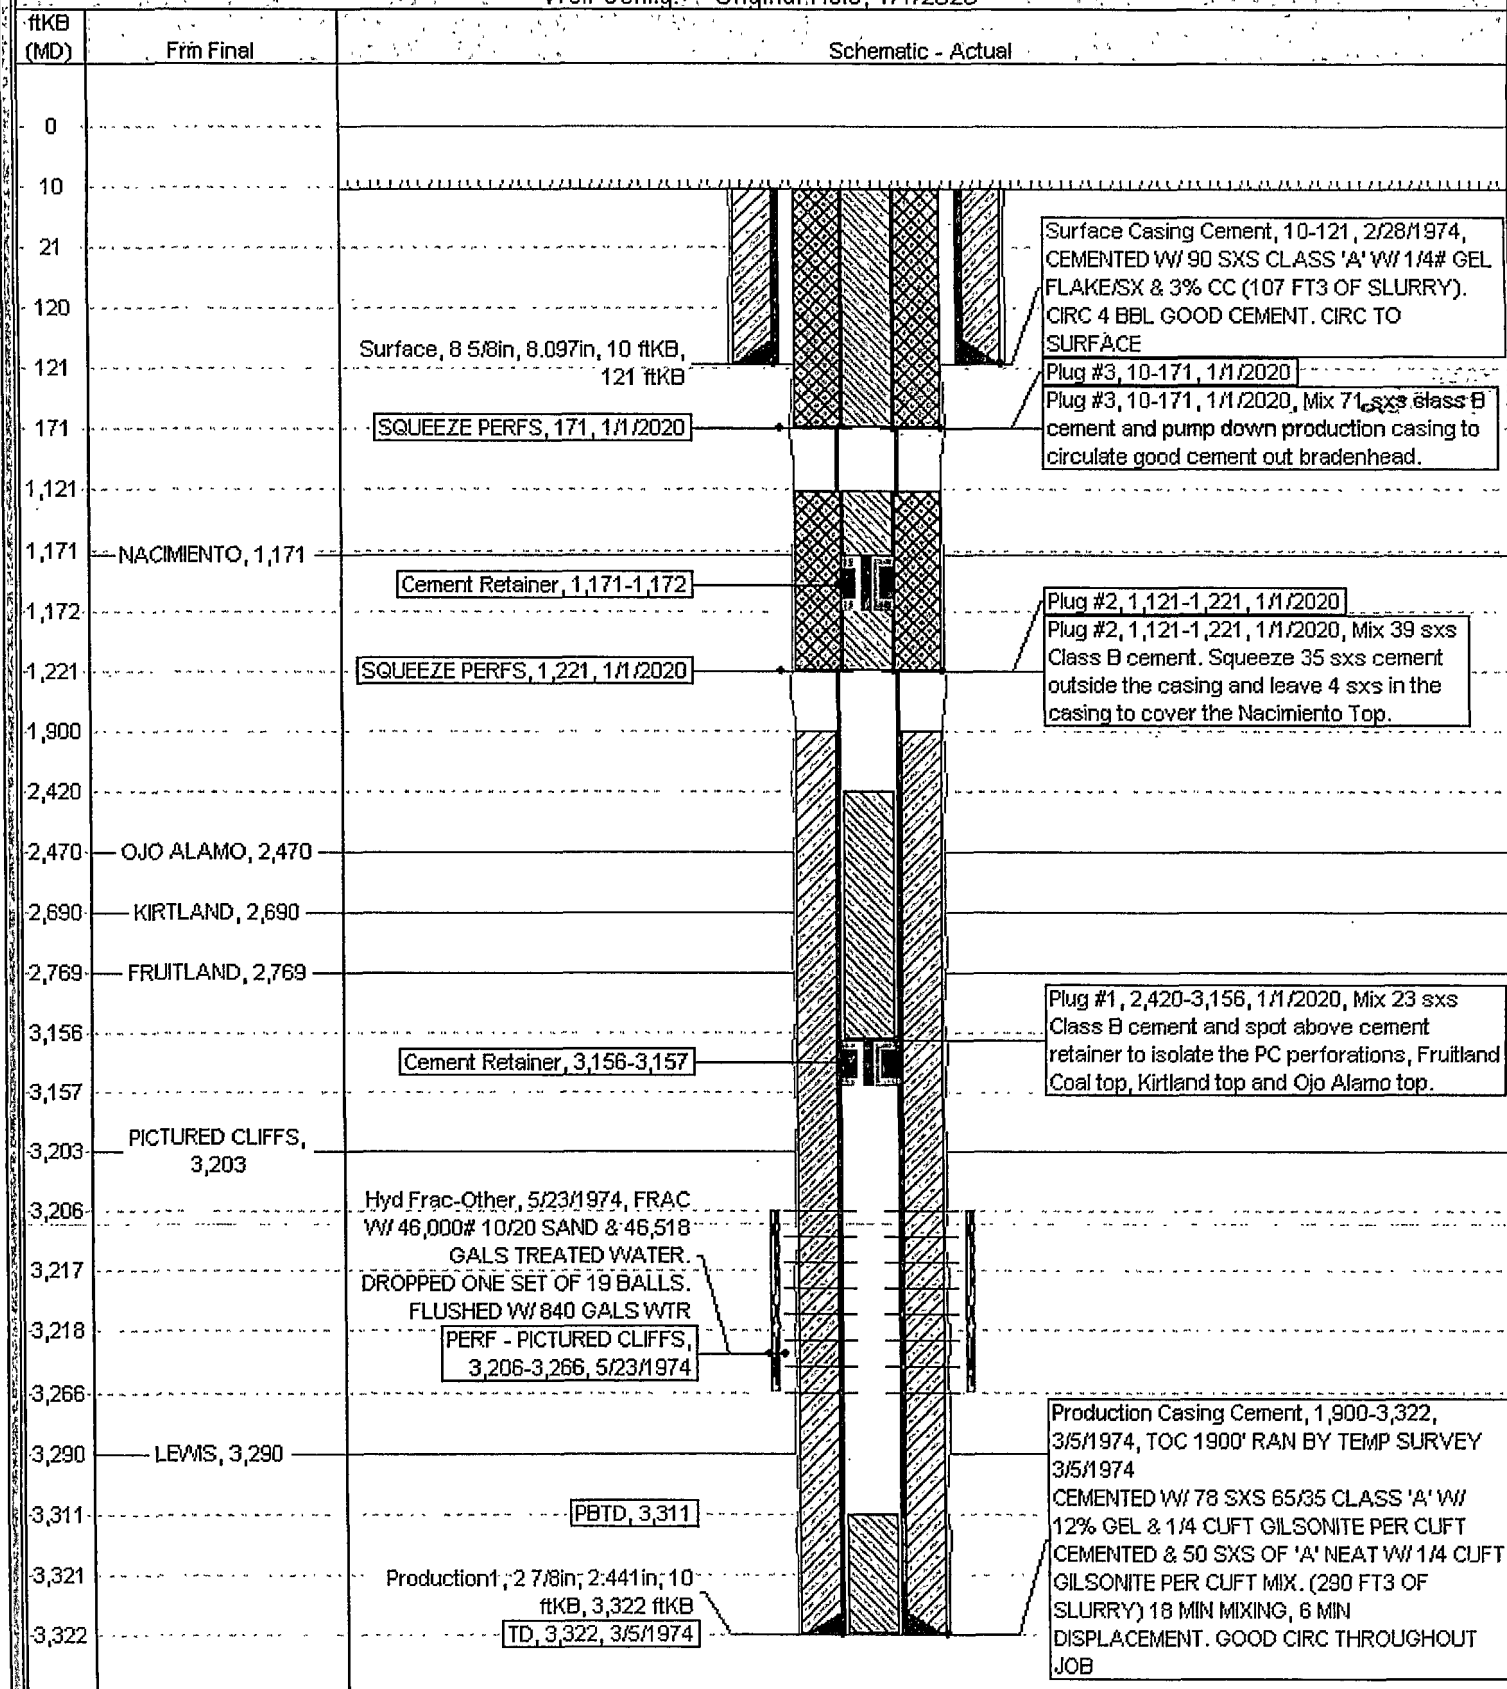 ftKB
(MD)
Frm Final
Schematic - Actual
0
10
21
120
121
171
1,121
1,171
1,172
1,221
1,900
2,420
2,470
2,690
2,769
3,156
3,157
3,203
3,206
3,217
3,218
3,266
3,290
3,311
3,321
3,322
NACIMIENTO, 1,171
OJO ALAMO, 2,470
KIRTLAND, 2,690
FRUITLAND, 2,769
PICTURED CLIFFS,
3,203
LEWIS, 3,290
Surface, 8 5/8in, 8.097in, 10 ftKB,
121 ftKB
SQUEEZE PERFS, 171, 1/1/2020
Cement Retainer, 1,171-1,172
SQUEEZE PERFS, 1,221, 1/1/2020
Cement Retainer, 3,156-3,157
Hyd Frac-Other, 5/23/1974, FRAC
W/ 46,000# 10/20 SAND & 46,518
GALS TREATED WATER.
DROPPED ONE SET OF 19 BALLS.
FLUSHED W/ 840 GALS WTR
PERF - PICTURED CLIFFS,
3,206-3,266, 5/23/1974
PBTD, 3,311
Production1, 2 7/8in, 2.441in, 10
ftKB, 3,322 ftKB
TD, 3,322, 3/5/1974
Surface Casing Cement, 10-121, 2/28/1974,
CEMENTED W/ 90 SXS CLASS 'A' W/ 1/4# GEL
FLAKE/SX & 3% CC (107 FT3 OF SLURRY).
CIRC 4 BBL GOOD CEMENT. CIRC TO
SURFACE
Plug #3, 10-171, 1/1/2020
Plug #3, 10-171, 1/1/2020, Mix 71 sxs class B
cement and pump down production casing to
circulate good cement out bradenhead.
Plug #2, 1,121-1,221, 1/1/2020
Plug #2, 1,121-1,221, 1/1/2020, Mix 39 sxs
Class B cement. Squeeze 35 sxs cement
outside the casing and leave 4 sxs in the
casing to cover the Nacimiento Top.
Plug #1, 2,420-3,156, 1/1/2020, Mix 23 sxs
Class B cement and spot above cement
retainer to isolate the PC perforations, Fruitland
Coal top, Kirtland top and Ojo Alamo top.
Production Casing Cement, 1,900-3,322,
3/5/1974, TOC 1900' RAN BY TEMP SURVEY
3/5/1974
CEMENTED W/ 78 SXS 65/35 CLASS 'A' W/
12% GEL & 1/4 CUFT GILSONITE PER CUFT
CEMENTED & 50 SXS OF 'A' NEAT W/ 1/4 CUFT
GILSONITE PER CUFT MIX. (290 FT3 OF
SLURRY) 18 MIN MIXING, 6 MIN
DISPLACEMENT. GOOD CIRC THROUGHOUT
JOB